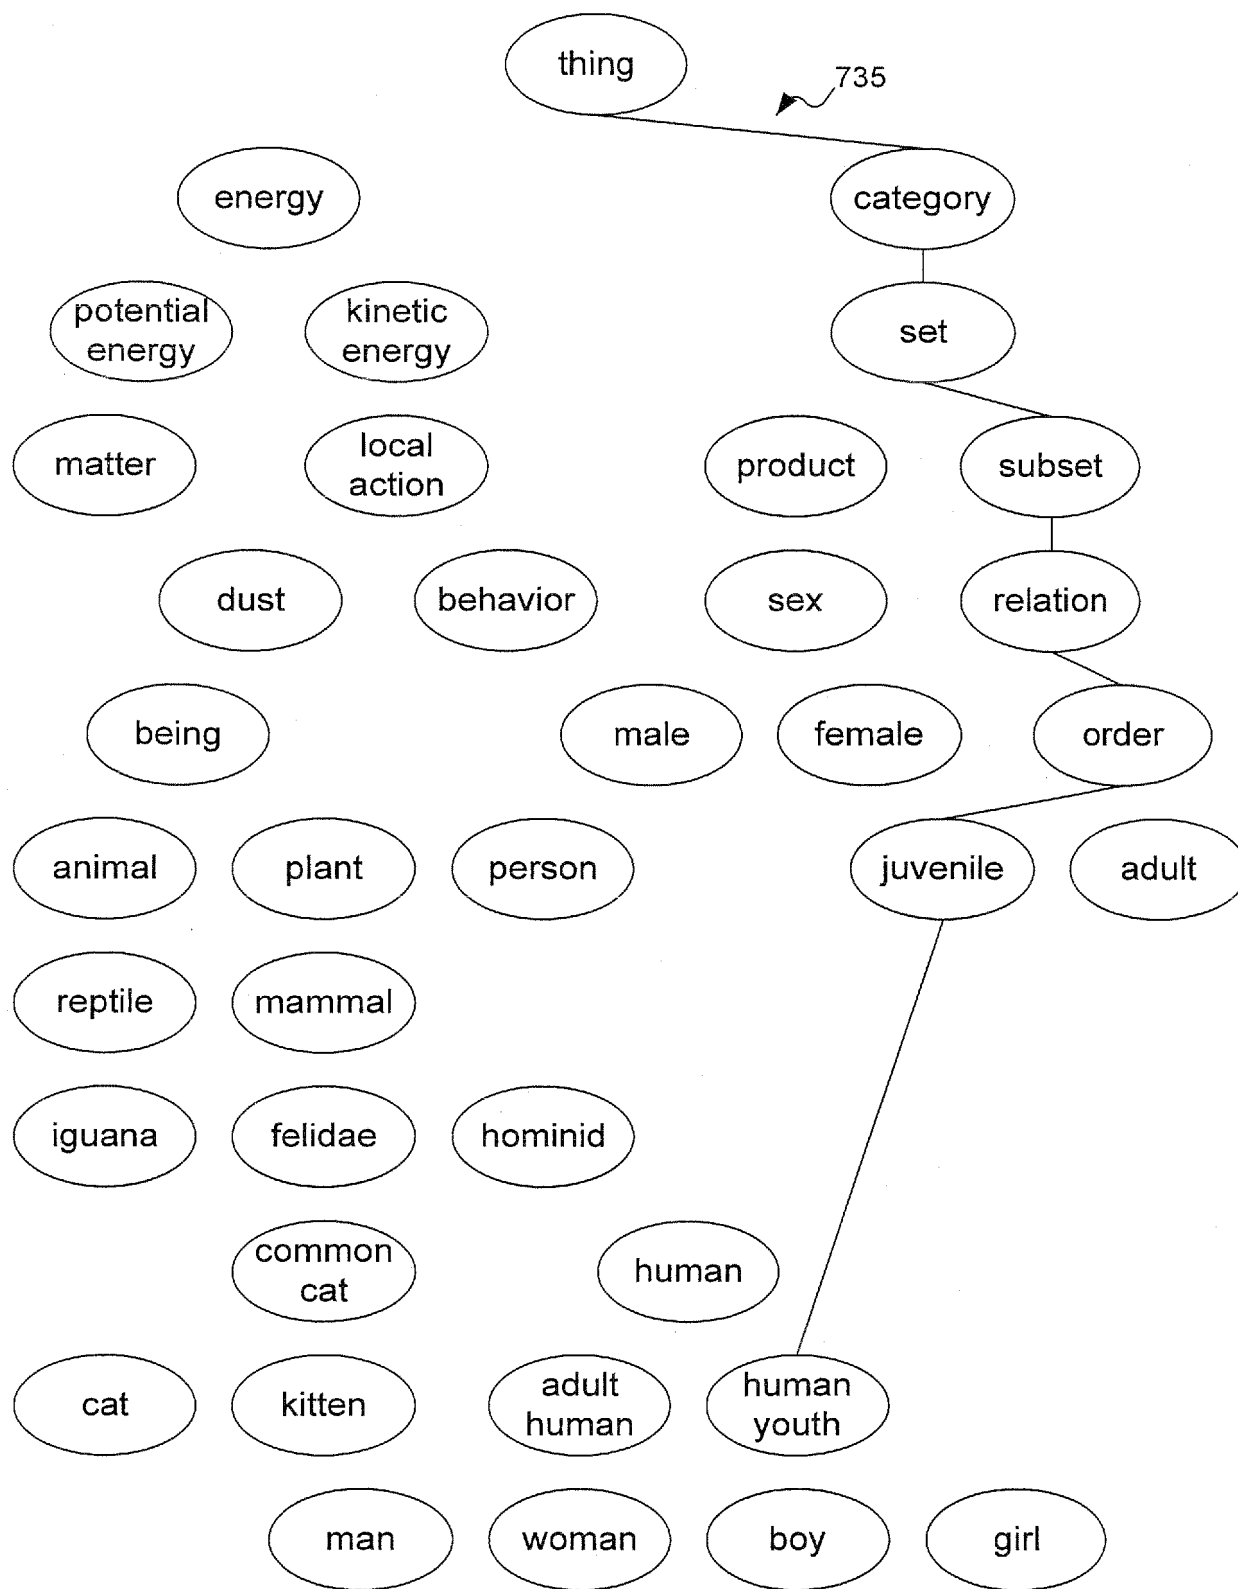 thing
735
energy
category
potential
energy
kinetic
energy
set
matter
local
action
product
subset
dust
behavior
sex
relation
being
male
female
order
animal
plant
person
juvenile
adult
reptile
mammal
iguana
felidae
hominid
common
cat
human
cat
kitten
adult
human
human
youth
man
woman
boy
girl